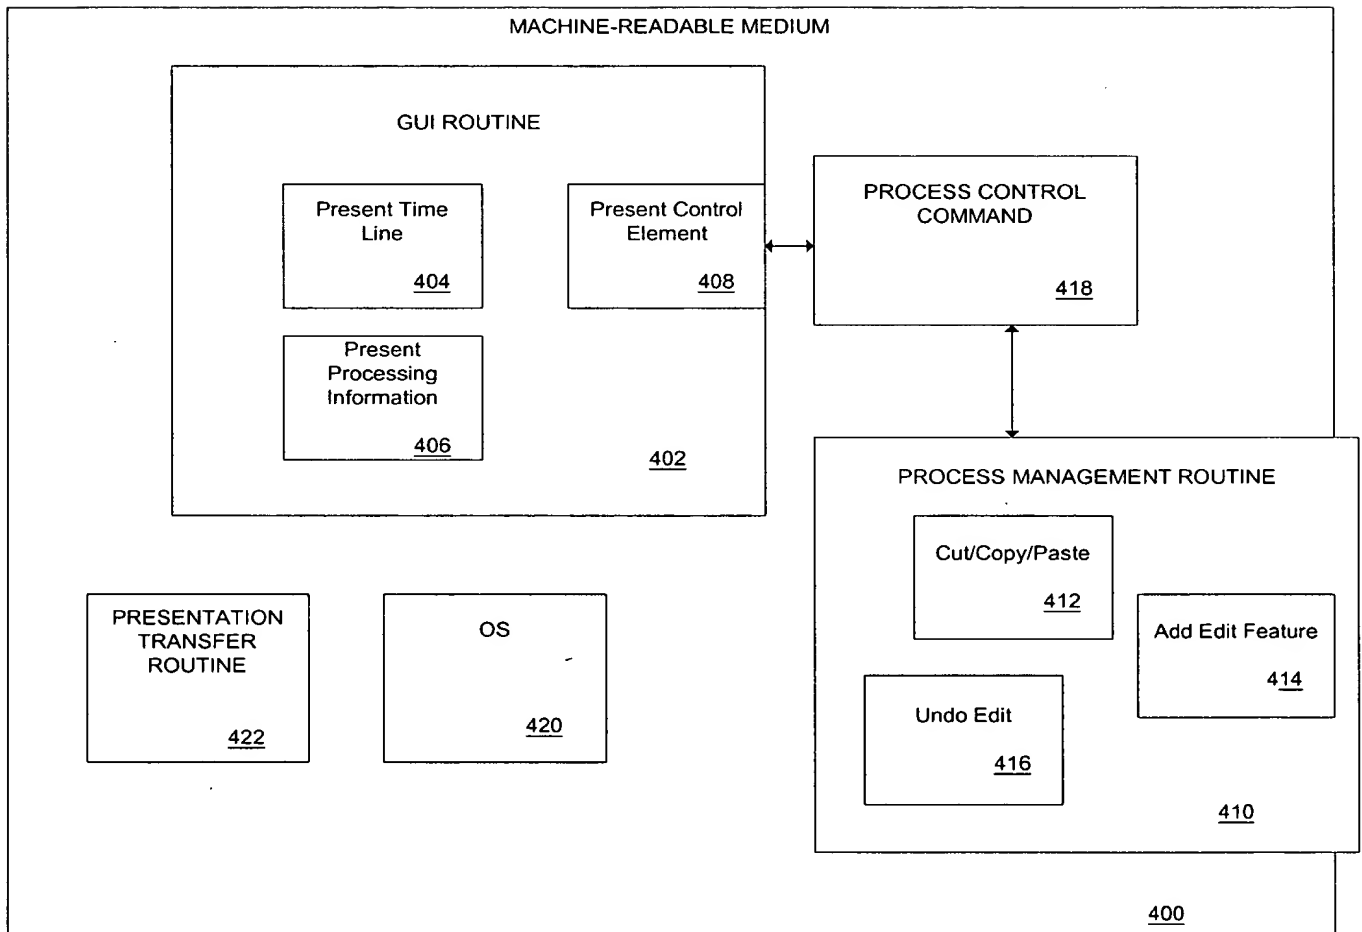 MACHINE-READABLE MEDIUM
GUI ROUTINE
Present Time
Line
404
Present Control
Element
408
Present
Processing
Information
406
402
PROCESS CONTROL
COMMAND
418
PROCESS MANAGEMENT ROUTINE
Cut/Copy/Paste
412
Add Edit Feature
414
Undo Edit
416
410
PRESENTATION
TRANSFER
ROUTINE
422
OS
420
400